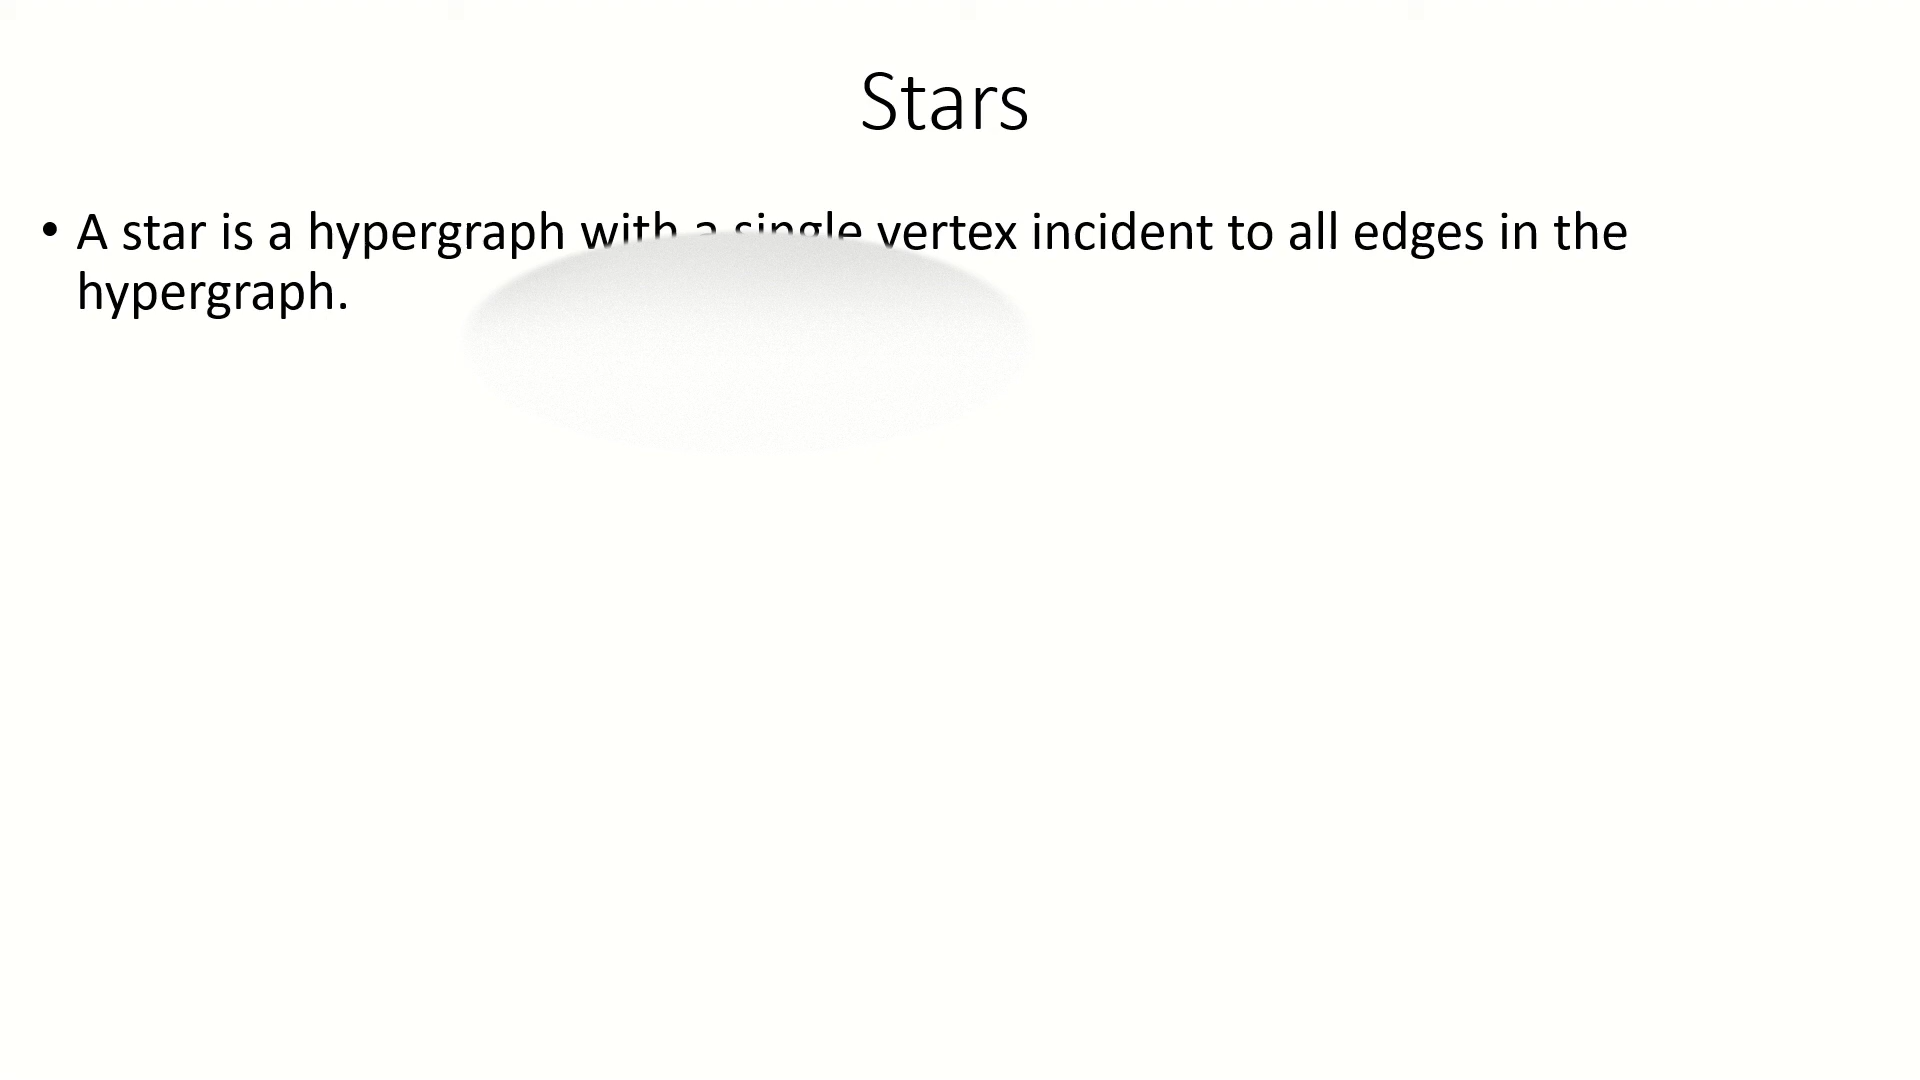 Stars
• A star is a hypergraph with a single vertex incident to all edges in the
hypergraph.